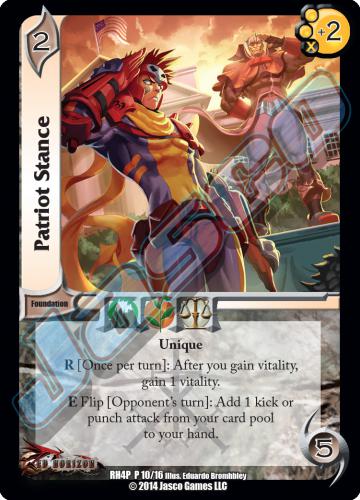 2
+2
Patriot Stance
Foundation
Unique
R [Once per turn]: After you gain vitality,
gain 1 vitality.
E Flip [Opponent's turn]: Add 1 kick or
punch attack from your card pool
to your hand.
5
RED HORIZON
RH4P P 10/16 Illus. Eduardo Bromhbley
© 2014 Jasco Games LLC